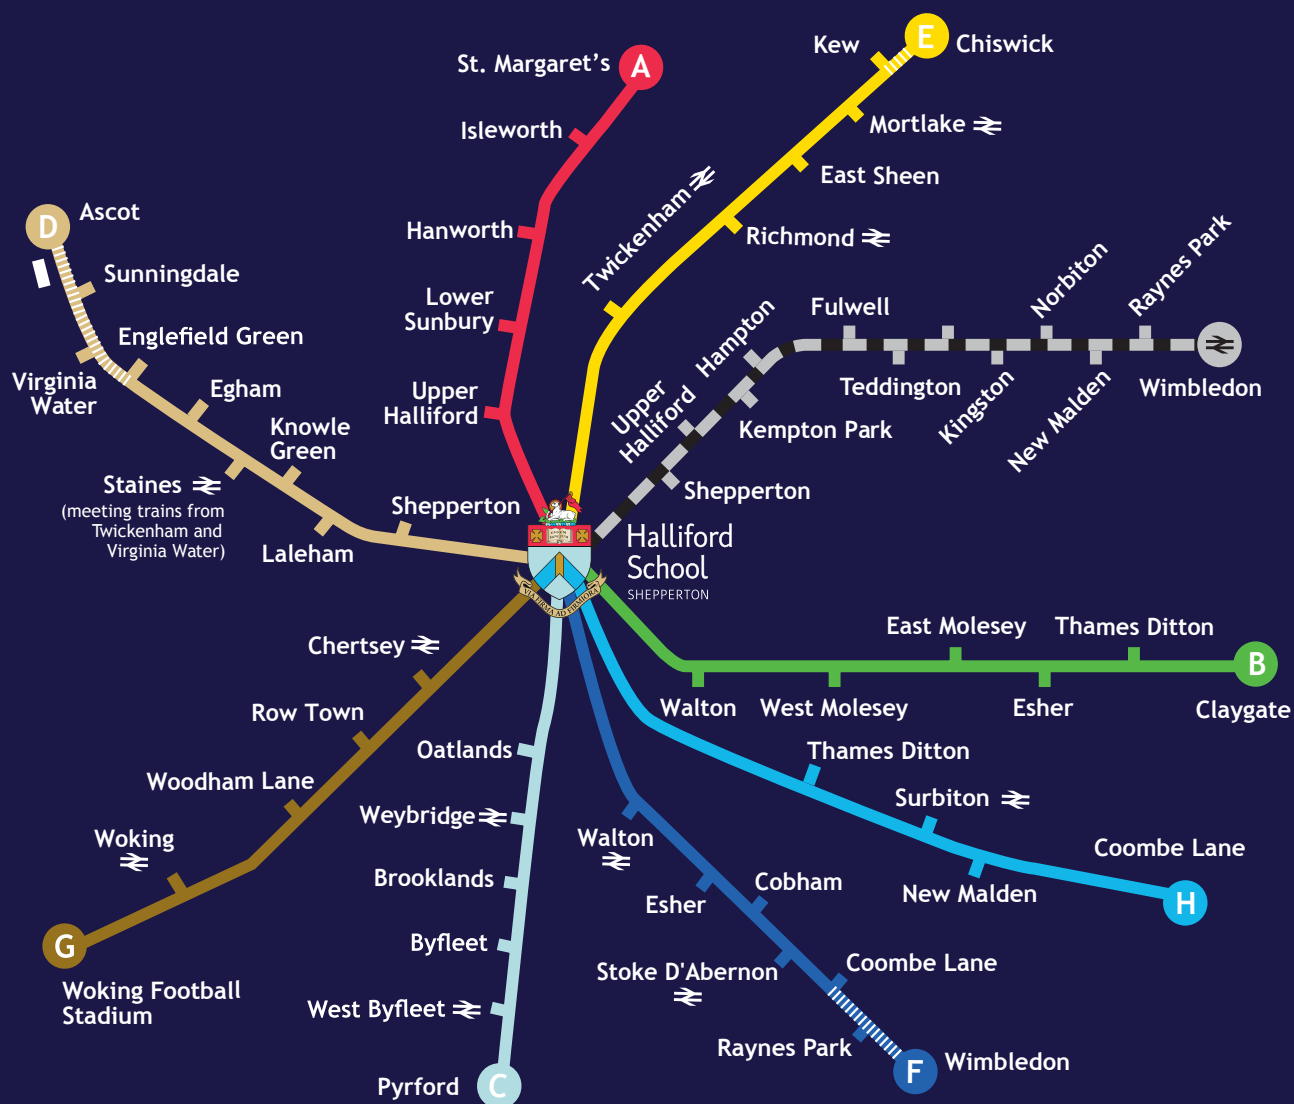 St. Margaret's
A
Isleworth
Hanworth
Lower
Sunbury
Upper
Halliford
Kew
E
Chiswick
Mortlake
East Sheen
Richmond
Twickenham
D
Ascot
Sunningdale
Englefield Green
Virginia
Water
Egham
Knowle
Green
Staines
(meeting trains from
Twickenham and
Virginia Water)
Laleham
Shepperton
Raynes Park
Norbiton
Fulwell
Hampton
Upper
Halliford
Teddington
Kingston
New Malden
Wimbledon
Kempton Park
Shepperton
Halliford
School
SHEPPERTON
VIA FIRMA AD FIRMIORA
East Molesey
Thames Ditton
B
Walton
West Molesey
Esher
Claygate
Chertsey
Row Town
Woodham Lane
Woking
G
Woking Football
Stadium
Oatlands
Weybridge
Brooklands
Byfleet
West Byfleet
Pyrford
C
Thames Ditton
Surbiton
Coombe Lane
New Malden
H
Walton
Esher
Cobham
Stoke D'Abernon
Coombe Lane
Raynes Park
F
Wimbledon